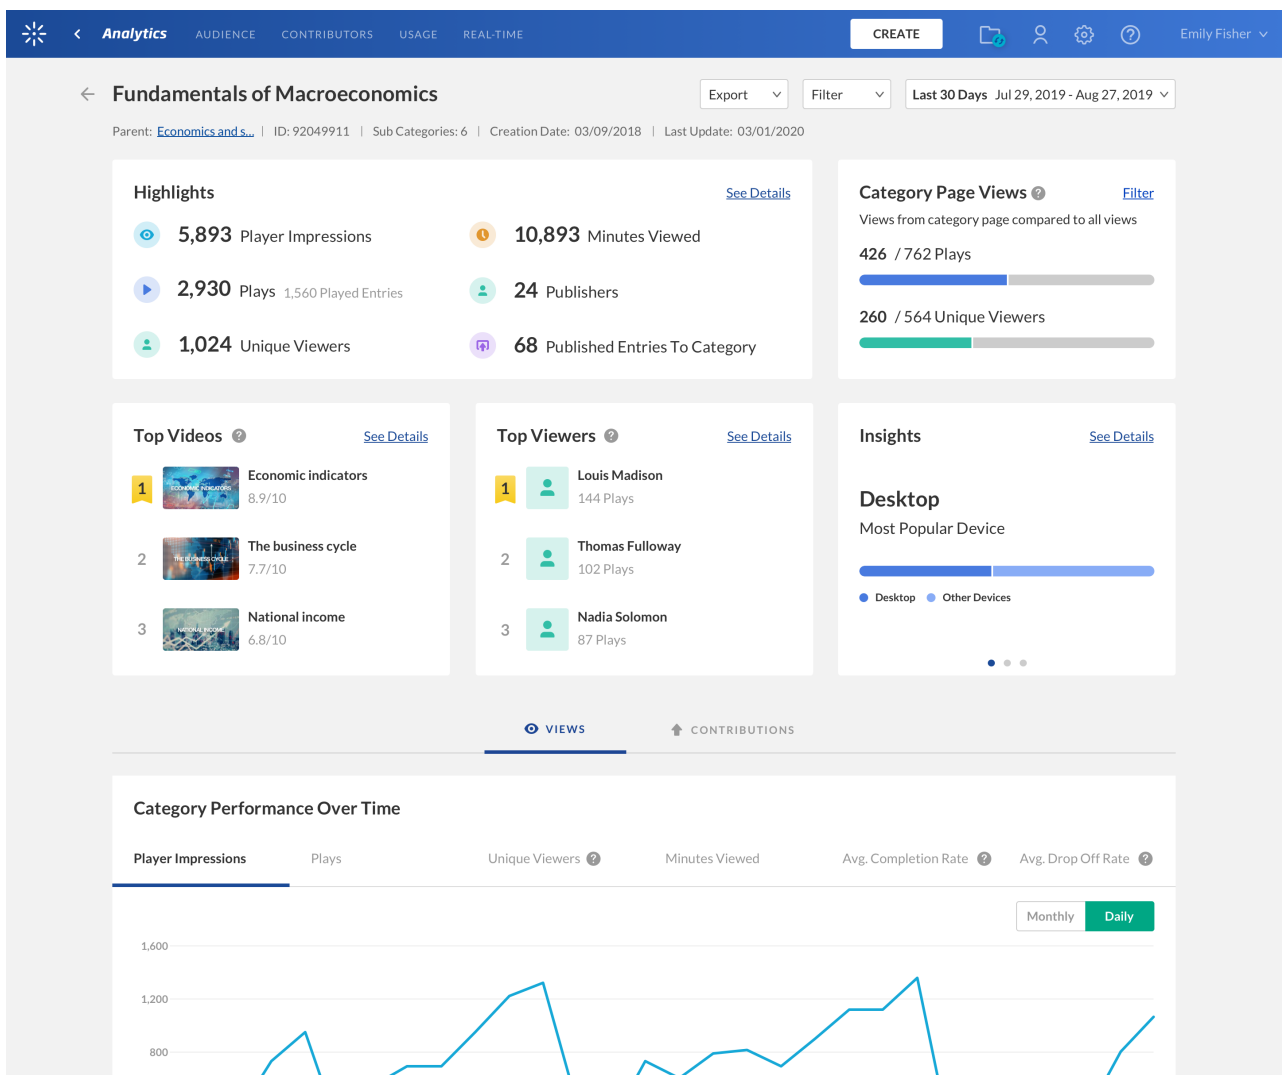 Analytics AUDIENCE CONTRIBUTORS USAGE REAL-TIME CREATE Emily Fisher
Fundamentals of Macroeconomics Export Filter Last 30 Days Jul 29, 2019 - Aug 27, 2019
Parent: Economics and s... | ID: 92049911 | Sub Categories: 6 | Creation Date: 03/09/2018 | Last Update: 03/01/2020
Highlights See Details
5,893 Player Impressions 10,893 Minutes Viewed
2,930 Plays 1,560 Played Entries 24 Publishers
1,024 Unique Viewers 68 Published Entries To Category
Category Page Views ? Filter
Views from category page compared to all views
426 / 762 Plays
260 / 564 Unique Viewers
Top Videos ? See Details
1 ECONOMIC INDICATORS Economic indicators
8.9/10
2 THE BUSINESS CYCLE The business cycle
7.7/10
3 NATIONAL INCOME National income
6.8/10
Top Viewers ? See Details
1 Louis Madison
144 Plays
2 Thomas Fulloway
102 Plays
3 Nadia Solomon
87 Plays
Insights See Details
Desktop
Most Popular Device
Desktop Other Devices
VIEWS CONTRIBUTIONS
Category Performance Over Time
Player Impressions Plays Unique Viewers ? Minutes Viewed Avg. Completion Rate ? Avg. Drop Off Rate ?
Monthly Daily
1,600
1,200
800